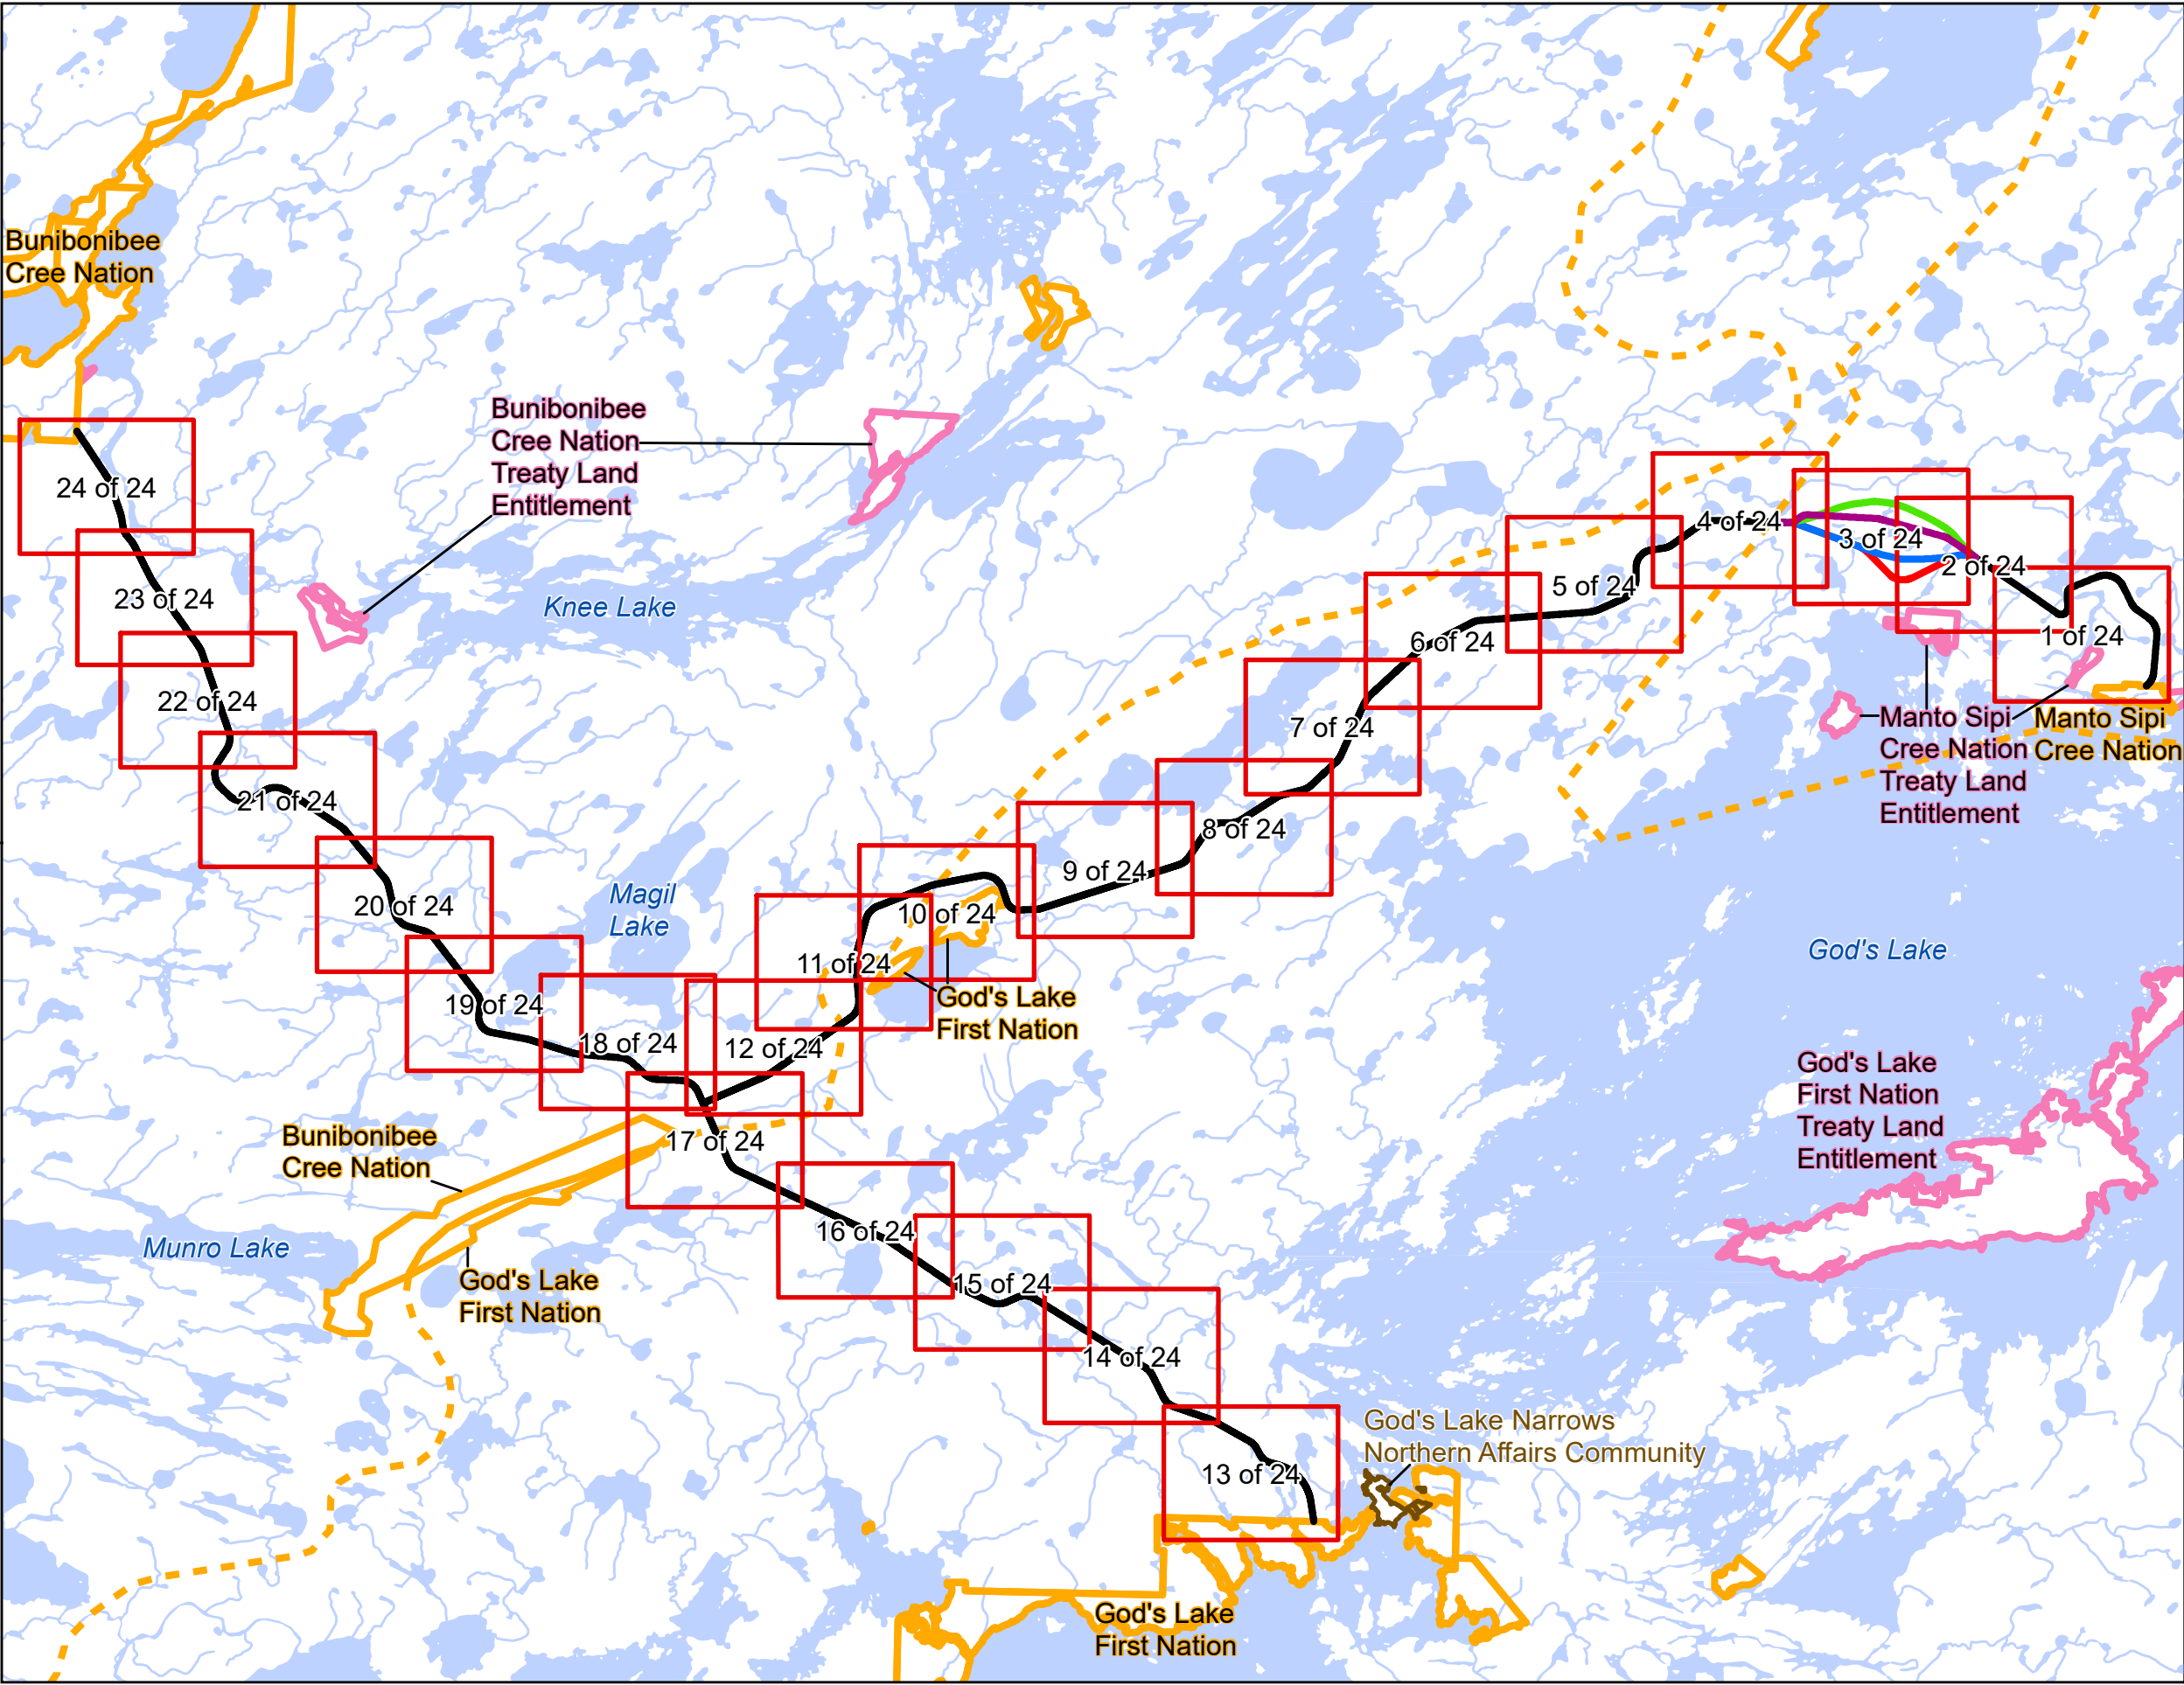 Bunibonibee
Cree Nation
Bunibonibee
Cree Nation
Treaty Land
Entitlement
24 of 24
23 of 24
22 of 24
21 of 24
20 of 24
19 of 24
18 of 24
17 of 24
16 of 24
15 of 24
14 of 24
13 of 24
12 of 24
11 of 24
10 of 24
9 of 24
8 of 24
7 of 24
6 of 24
5 of 24
4 of 24
3 of 24
2 of 24
1 of 24
Knee Lake
Magil
Lake
Manto Sipi
Cree Nation
Treaty Land
Entitlement
Manto Sipi
Cree Nation
God's Lake
God's Lake
First Nation
God's Lake
First Nation
Treaty Land
Entitlement
Bunibonibee
Cree Nation
Munro Lake
God's Lake
First Nation
God's Lake Narrows
Northern Affairs Community
God's Lake
First Nation